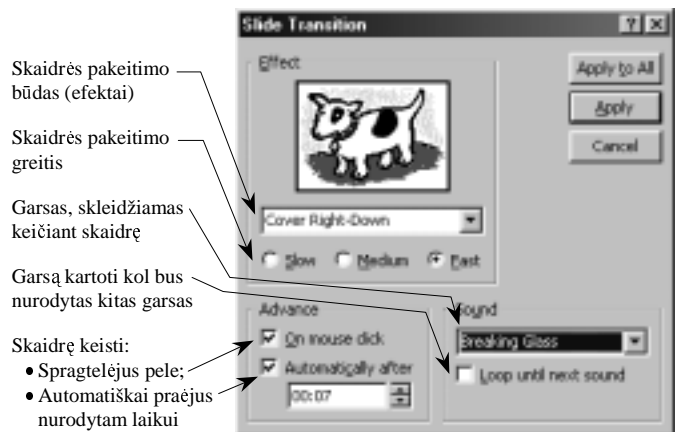 Slide Transition
Skaidrės pakeitimo
būdas (efektai)
Skaidrės pakeitimo
greitis
Garsas, skleidžiamas
keičiant skaidrę
Garsą kartoti kol bus
nurodytas kitas garsas
Skaidrę keisti:
• Spragtelėjus pele;
• Automatiškai praėjus
nurodytam laikui
Effect
Cover Right-Down
Slow Medium Fast
Apply to All
Apply
Cancel
Advance
On mouse click
Automatically after
00:07
Sound
Breaking Glass
Loop until next sound